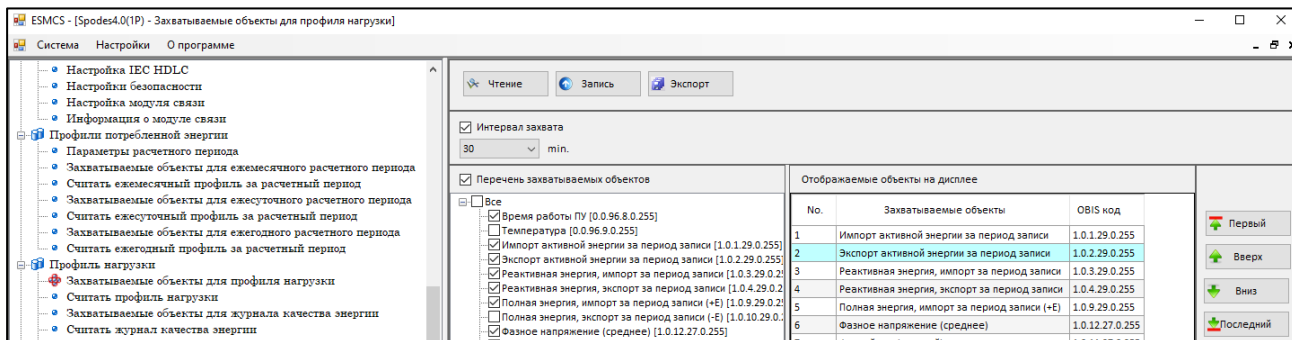 ESMCS - [Spodes4.0(1P) - Захватываемые объекты для профиля нагрузки]
Система Настройки О программе
Настройка IEC HDLC
Настройки безопасности
Настройка модуля связи
Информация о модуле связи
Профили потребленной энергии
Параметры расчетного периода
Захватываемые объекты для ежемесячного расчетного периода
Считать ежемесячный профиль за расчетный период
Захватываемые объекты для ежесуточного расчетного периода
Считать ежесуточный профиль за расчетный период
Захватываемые объекты для ежегодного расчетного периода
Считать ежегодный профиль за расчетный период
Профиль нагрузки
Захватываемые объекты для профиля нагрузки
Считать профиль нагрузки
Захватываемые объекты для журнала качества энергии
Считать журнал качества энергии
Чтение Запись Экспорт
Интервал захвата
30 min.
Перечень захватываемых объектов
Все
Время работы ПУ [0.0.96.8.0.255]
Температура [0.0.96.9.0.255]
Импорт активной энергии за период записи [1.0.1.29.0.255]
Экспорт активной энергии за период записи [1.0.2.29.0.255]
Реактивная энергия, импорт за период записи [1.0.3.29.0.25
Реактивная энергия, экспорт за период записи [1.0.4.29.0.2
Полная энергия, импорт за период записи (+E) [1.0.9.29.0.25
Полная энергия, экспорт за период записи (-E) [1.0.10.29.0.
Фазное напряжение (среднее) [1.0.12.27.0.255]
Отображаемые объекты на дисплее
No. Захватываемые объекты OBIS код
1 Импорт активной энергии за период записи 1.0.1.29.0.255
2 Экспорт активной энергии за период записи 1.0.2.29.0.255
3 Реактивная энергия, импорт за период записи 1.0.3.29.0.255
4 Реактивная энергия, экспорт за период записи 1.0.4.29.0.255
5 Полная энергия, импорт за период записи (+E) 1.0.9.29.0.255
6 Фазное напряжение (среднее) 1.0.12.27.0.255
Первый
Вверх
Вниз
Последний